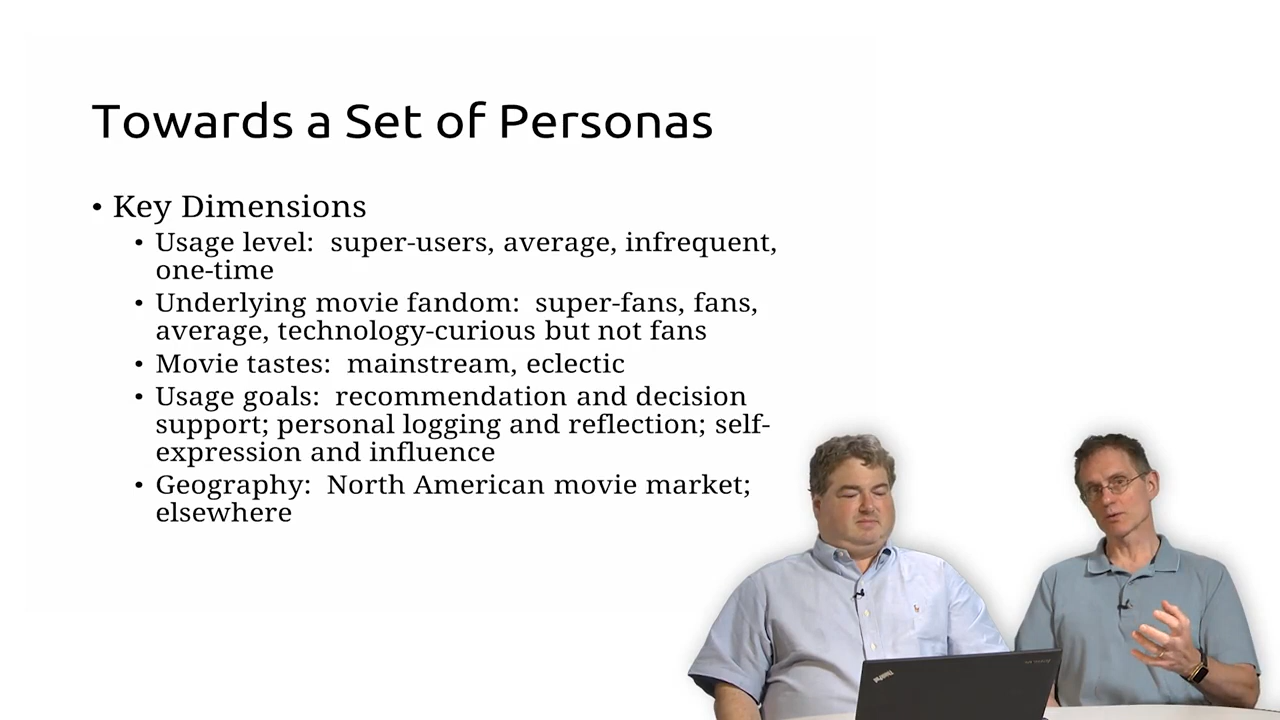 Towards a Set of Personas
• Key Dimensions
• Usage level:  super-users, average, infrequent,
one-time
• Underlying movie fandom:  super-fans, fans,
average, technology-curious but not fans
• Movie tastes:  mainstream, eclectic
• Usage goals:  recommendation and decision
support; personal logging and reflection; self-
expression and influence
• Geography:  North American movie market;
elsewhere
ThinkPad